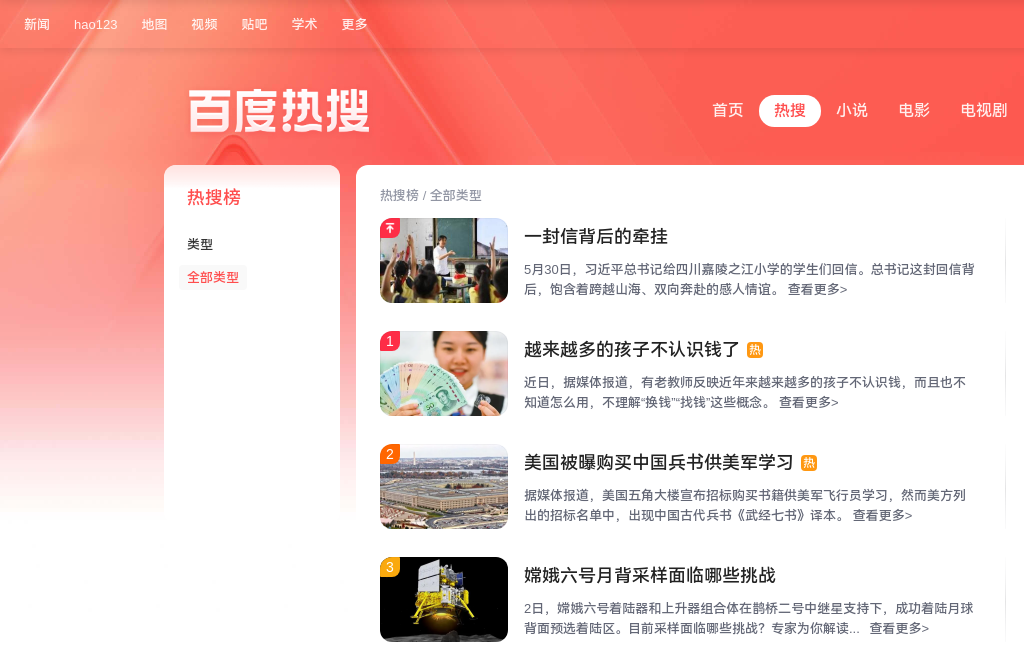 新闻 hao123 地图 视频 贴吧 学术 更多
百度热搜
首页 热搜 小说 电影 电视剧
热搜榜
类型
全部类型
热搜榜 / 全部类型
一封信背后的牵挂
5月30日，习近平总书记给四川嘉陵之江小学的学生们回信。总书记这封回信背
后，饱含着跨越山海、双向奔赴的感人情谊。 查看更多>
1
越来越多的孩子不认识钱了 热
近日，据媒体报道，有老教师反映近年来越来越多的孩子不认识钱，而且也不
知道怎么用，不理解“换钱”“找钱”这些概念。 查看更多>
2
美国被曝购买中国兵书供美军学习 热
据媒体报道，美国五角大楼宣布招标购买书籍供美军飞行员学习，然而美方列
出的招标名单中，出现中国古代兵书《武经七书》译本。 查看更多>
3
嫦娥六号月背采样面临哪些挑战
2日，嫦娥六号着陆器和上升器组合体在鹊桥二号中继星支持下，成功着陆月球
背面预选着陆区。目前采样面临哪些挑战？专家为你解读... 查看更多>